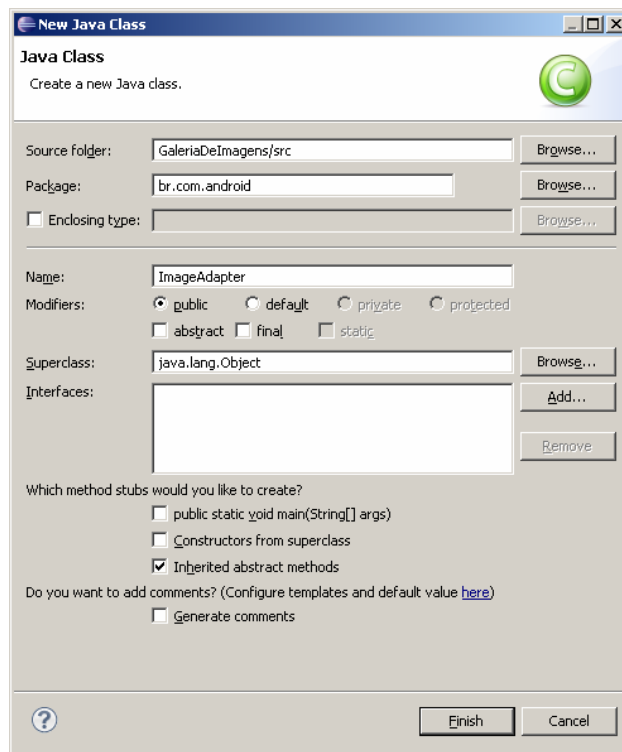 New Java Class
Java Class
Create a new Java class.
Source folder: GaleriaDeImagens/src Browse...
Package: br.com.android Browse...
Enclosing type: Browse...
Name: ImageAdapter
Modifiers: public default private protected
abstract final static
Superclass: java.lang.Object Browse...
Interfaces: Add...
Remove
Which method stubs would you like to create?
public static void main(String[] args)
Constructors from superclass
Inherited abstract methods
Do you want to add comments? (Configure templates and default value here)
Generate comments
? Finish Cancel